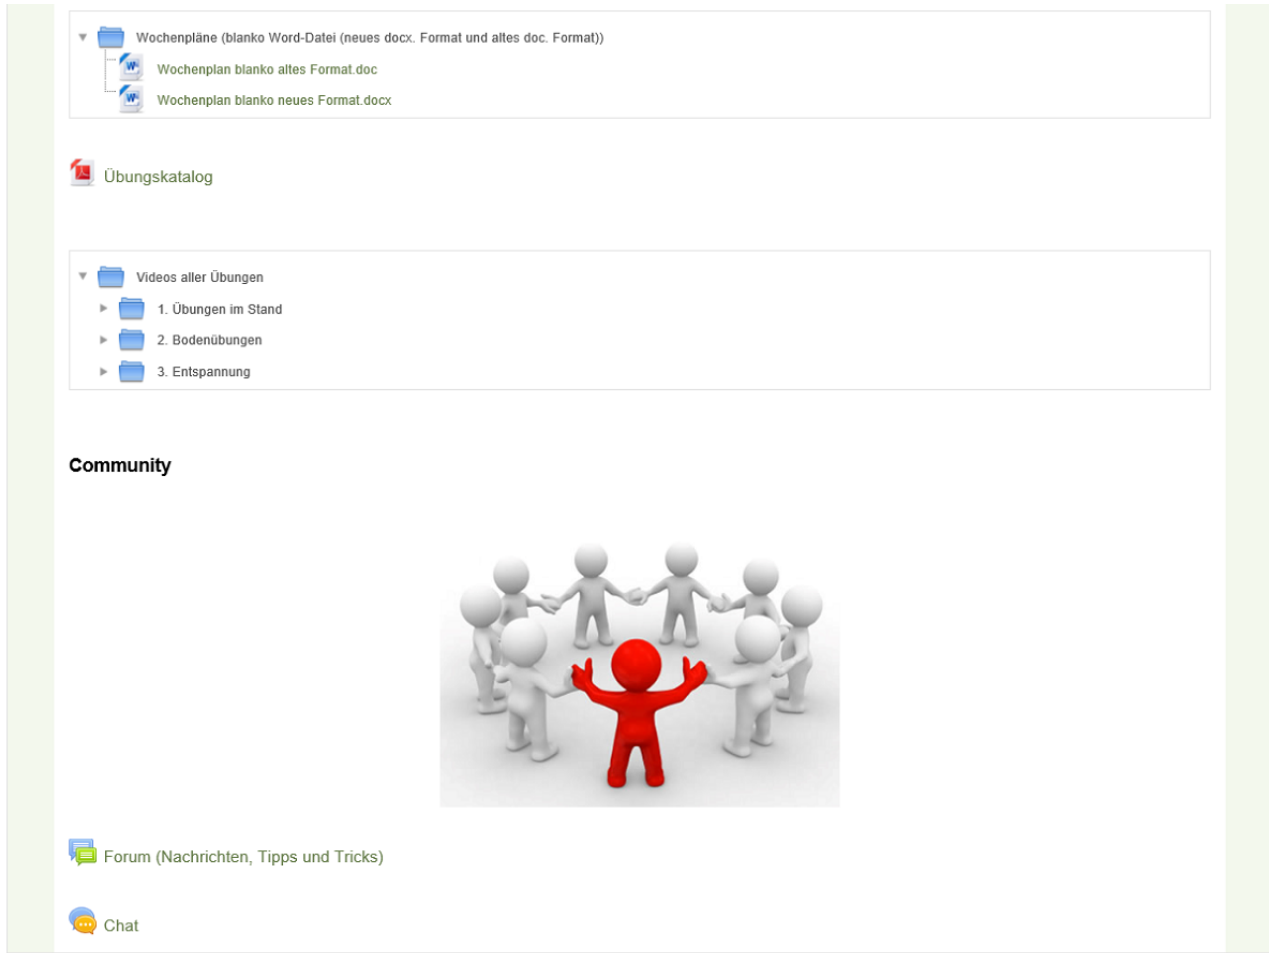 Wochenpläne (blanko Word-Datei (neues docx. Format und altes doc. Format))
Wochenplan blanko altes Format.doc
Wochenplan blanko neues Format.docx
Übungskatalog
Videos aller Übungen
1. Übungen im Stand
2. Bodenübungen
3. Entspannung
Community
Forum (Nachrichten, Tipps und Tricks)
Chat